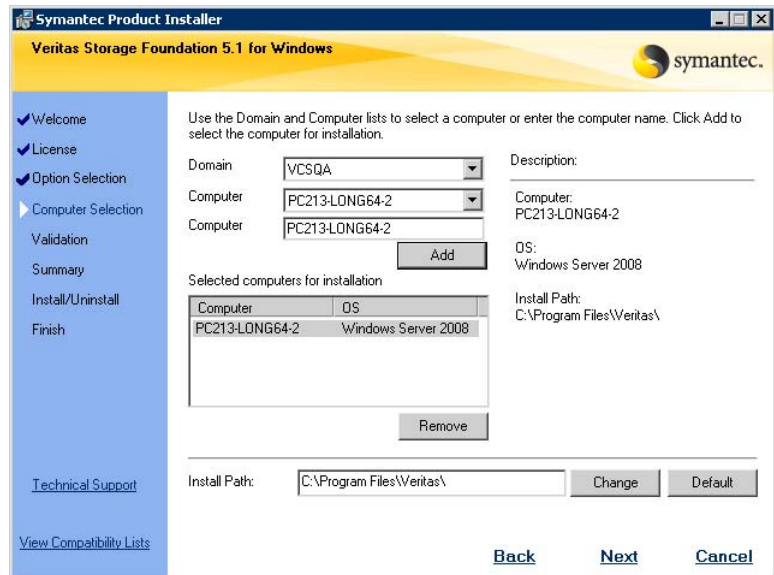 Symantec Product Installer
Veritas Storage Foundation 5.1 for Windows
symantec.
Welcome
License
Option Selection
Computer Selection
Validation
Summary
Install/Uninstall
Finish
Technical Support
View Compatibility Lists
Use the Domain and Computer lists to select a computer or enter the computer name. Click Add to
select the computer for installation.
Domain VCSQA
Computer PC213-LONG64-2
Computer PC213-LONG64-2
Add
Selected computers for installation
Computer OS
PC213-LONG64-2 Windows Server 2008
Remove
Description:
Computer:
PC213-LONG64-2
OS:
Windows Server 2008
Install Path:
C:\Program Files\Veritas\
Install Path: C:\Program Files\Veritas\ Change Default
Back Next Cancel